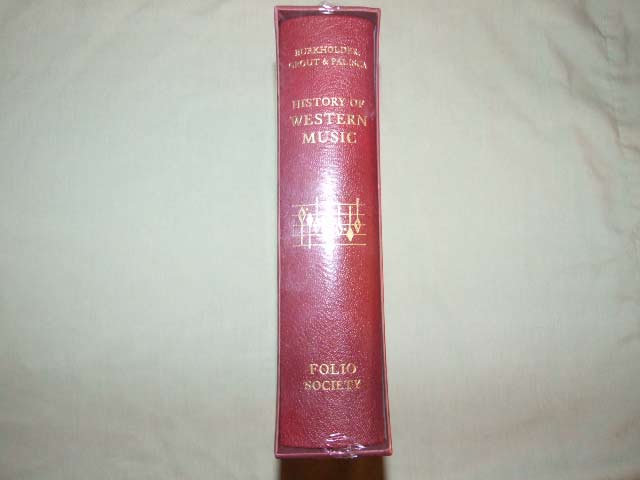 BURKHOLDER,
GROUT & PALISCA
HISTORY OF
WESTERN
MUSIC
FOLIO
SOCIETY